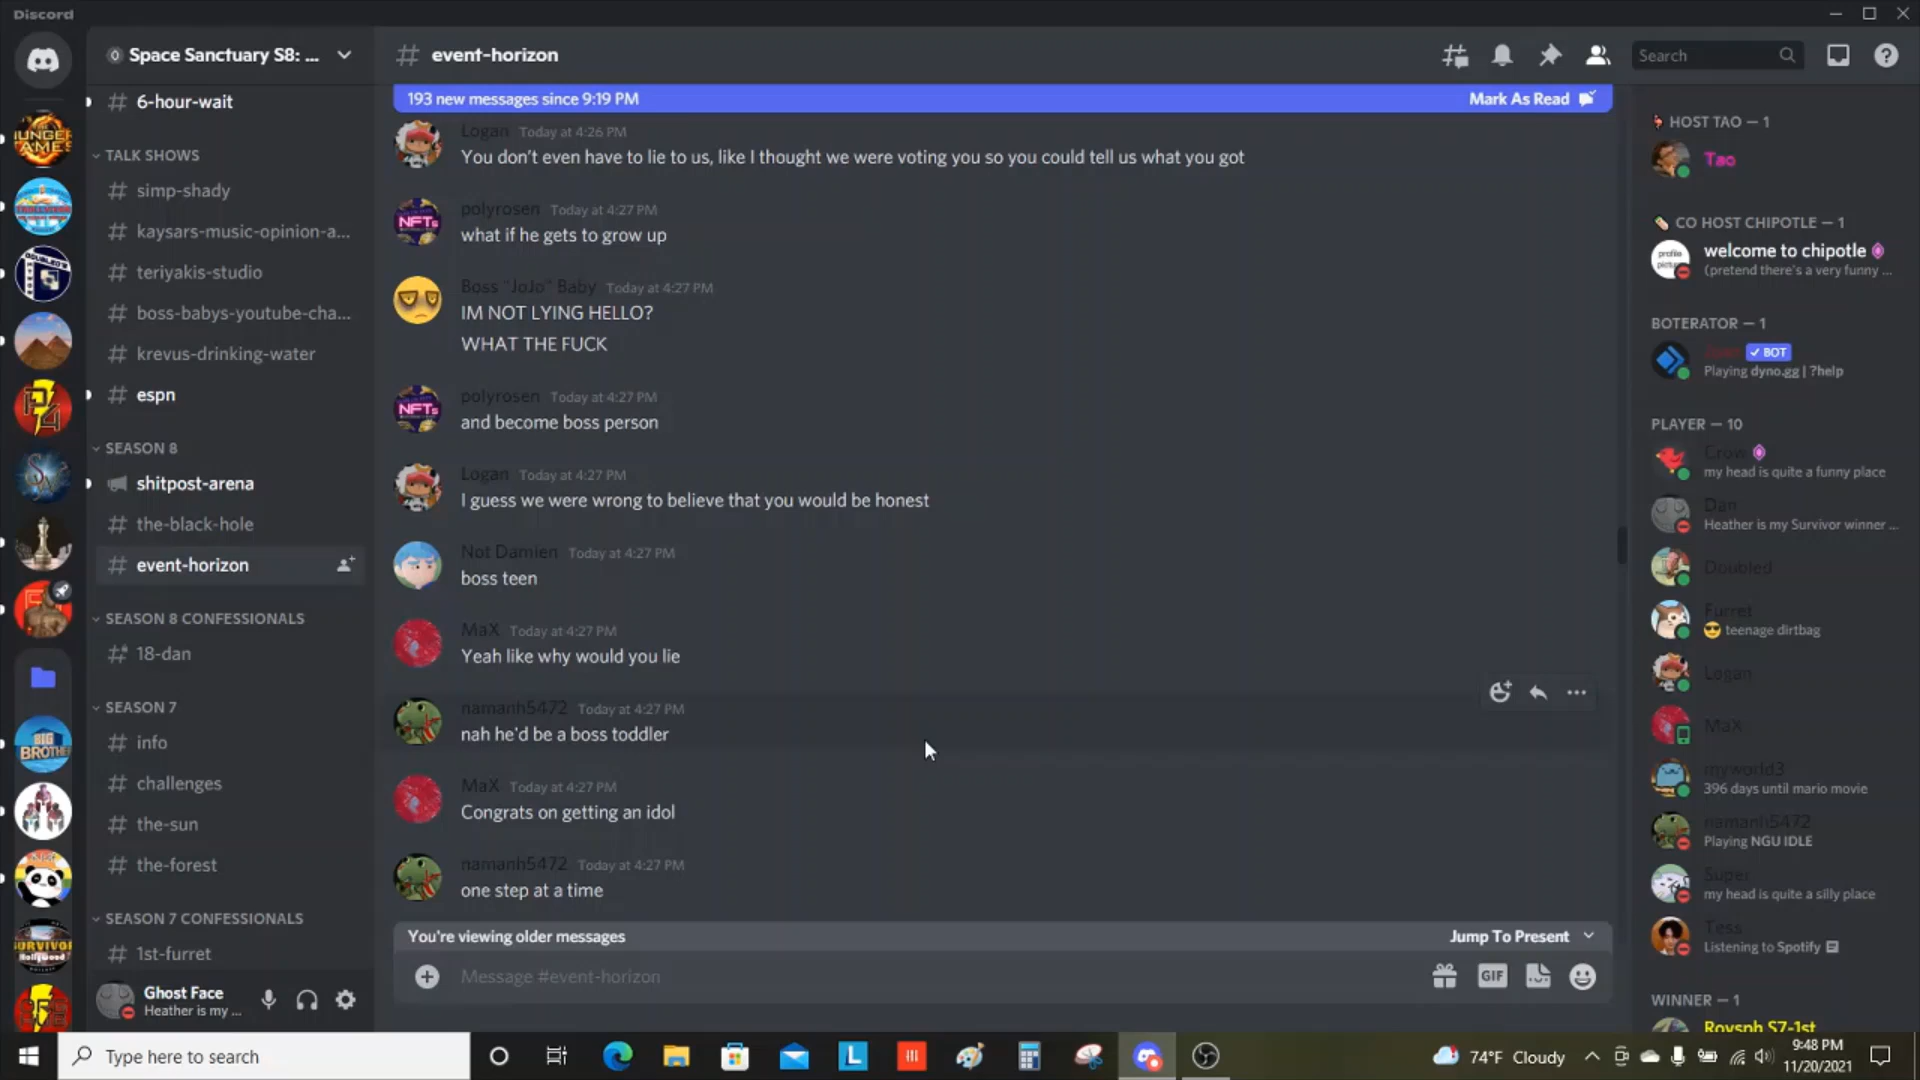 Discord
Space Sanctuary S8: ...
6-hour-wait
TALK SHOWS
simp-shady
kaysars-music-opinion-a...
teriyakis-studio
boss-babys-youtube-cha...
krevus-drinking-water
espn
SEASON 8
shitpost-arena
the-black-hole
event-horizon
SEASON 8 CONFESSIONALS
18-dan
SEASON 7
info
challenges
the-sun
the-forest
SEASON 7 CONFESSIONALS
1st-furret
Ghost Face
Heather is my ...
event-horizon
Search
193 new messages since 9:19 PM
Mark As Read
Logan Today at 4:26 PM
You don't even have to lie to us, like I thought we were voting you so you could tell us what you got
polyrosen Today at 4:27 PM
what if he gets to grow up
Boss "JoJo" Baby Today at 4:27 PM
IM NOT LYING HELLO?
WHAT THE FUCK
polyrosen Today at 4:27 PM
and become boss person
Logan Today at 4:27 PM
I guess we were wrong to believe that you would be honest
Not Damien Today at 4:27 PM
boss teen
MaX Today at 4:27 PM
Yeah like why would you lie
namanh5472 Today at 4:27 PM
nah he'd be a boss toddler
MaX Today at 4:27 PM
Congrats on getting an idol
namanh5472 Today at 4:27 PM
one step at a time
You're viewing older messages
Jump To Present
Message #event-horizon
GIF
HOST TAO — 1
Tao
CO HOST CHIPOTLE — 1
welcome to chipotle
(pretend there's a very funny ...
BOTERATOR — 1
BOT
Playing dyno.gg | ?help
PLAYER — 10
Crow
my head is quite a funny place
Dan
Heather is my Survivor winner ...
Doubled
Furret
teenage dirtbag
Logan
MaX
myworld3
396 days until mario movie
namanh5472
Playing NGU IDLE
Super
my head is quite a silly place
Tess
Listening to Spotify
WINNER — 1
Roysph S7-1st
Type here to search
74°F Cloudy
9:48 PM
11/20/2021